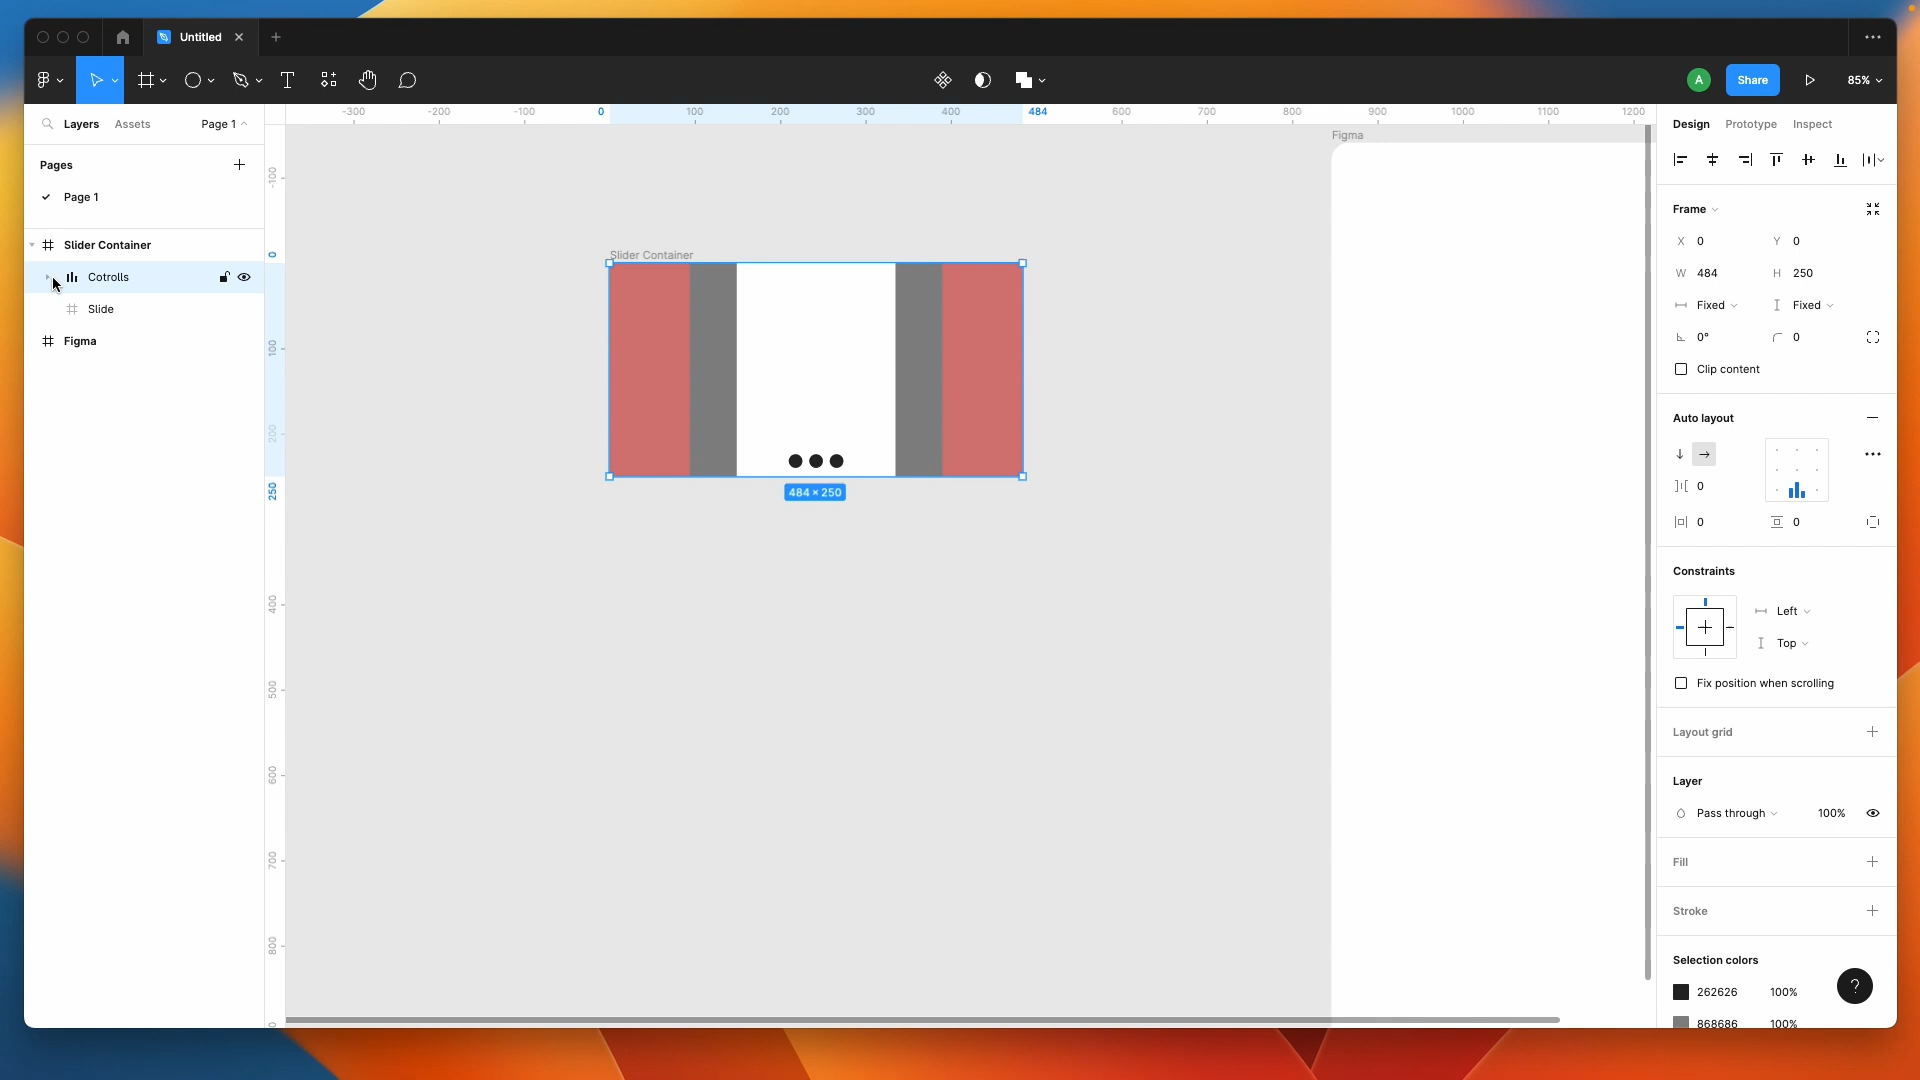 Untitled
A
Share
85%
Layers
Assets
Page 1
Pages
Page 1
Slider Container
Cotrolls
Slide
Figma
-300
-200
-100
0
100
200
300
400
484
600
700
800
900
1000
1100
1200
-100
0
100
200
250
400
500
600
700
800
Figma
Slider Container
484 × 250
Design
Prototype
Inspect
Frame
X 0
Y 0
W 484
H 250
Fixed
Fixed
0°
0
Clip content
Auto layout
0
0
0
Constraints
Left
Top
Fix position when scrolling
Layout grid
Layer
Pass through
100%
Fill
Stroke
Selection colors
262626
100%
?
868686
100%